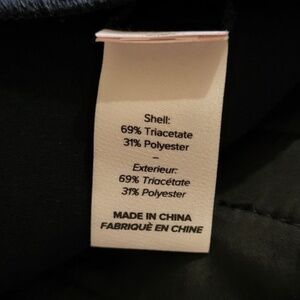 Shell:
69% Triacetate
31% Polyester
–
Exterieur:
69% Triacétate
31% Polyester
MADE IN CHINA
FABRIQUÉ EN CHINE